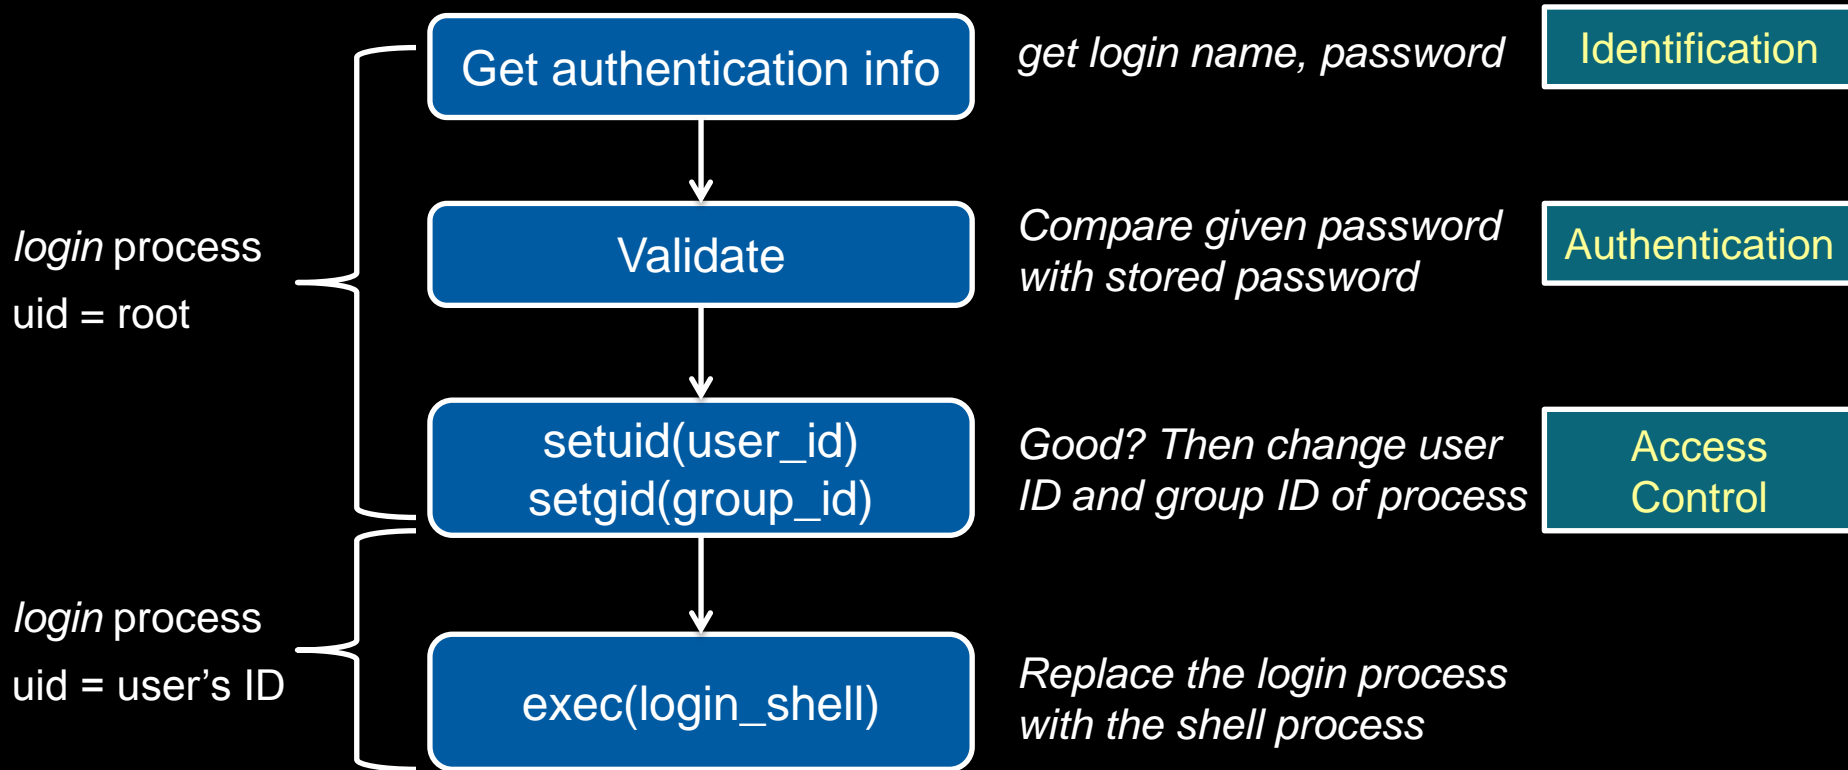 Get authentication info
get login name, password
Identification
login process
uid = root
Validate
Compare given password
with stored password
Authentication
setuid(user_id)
setgid(group_id)
Good? Then change user
ID and group ID of process
Access
Control
login process
uid = user’s ID
exec(login_shell)
Replace the login process
with the shell process